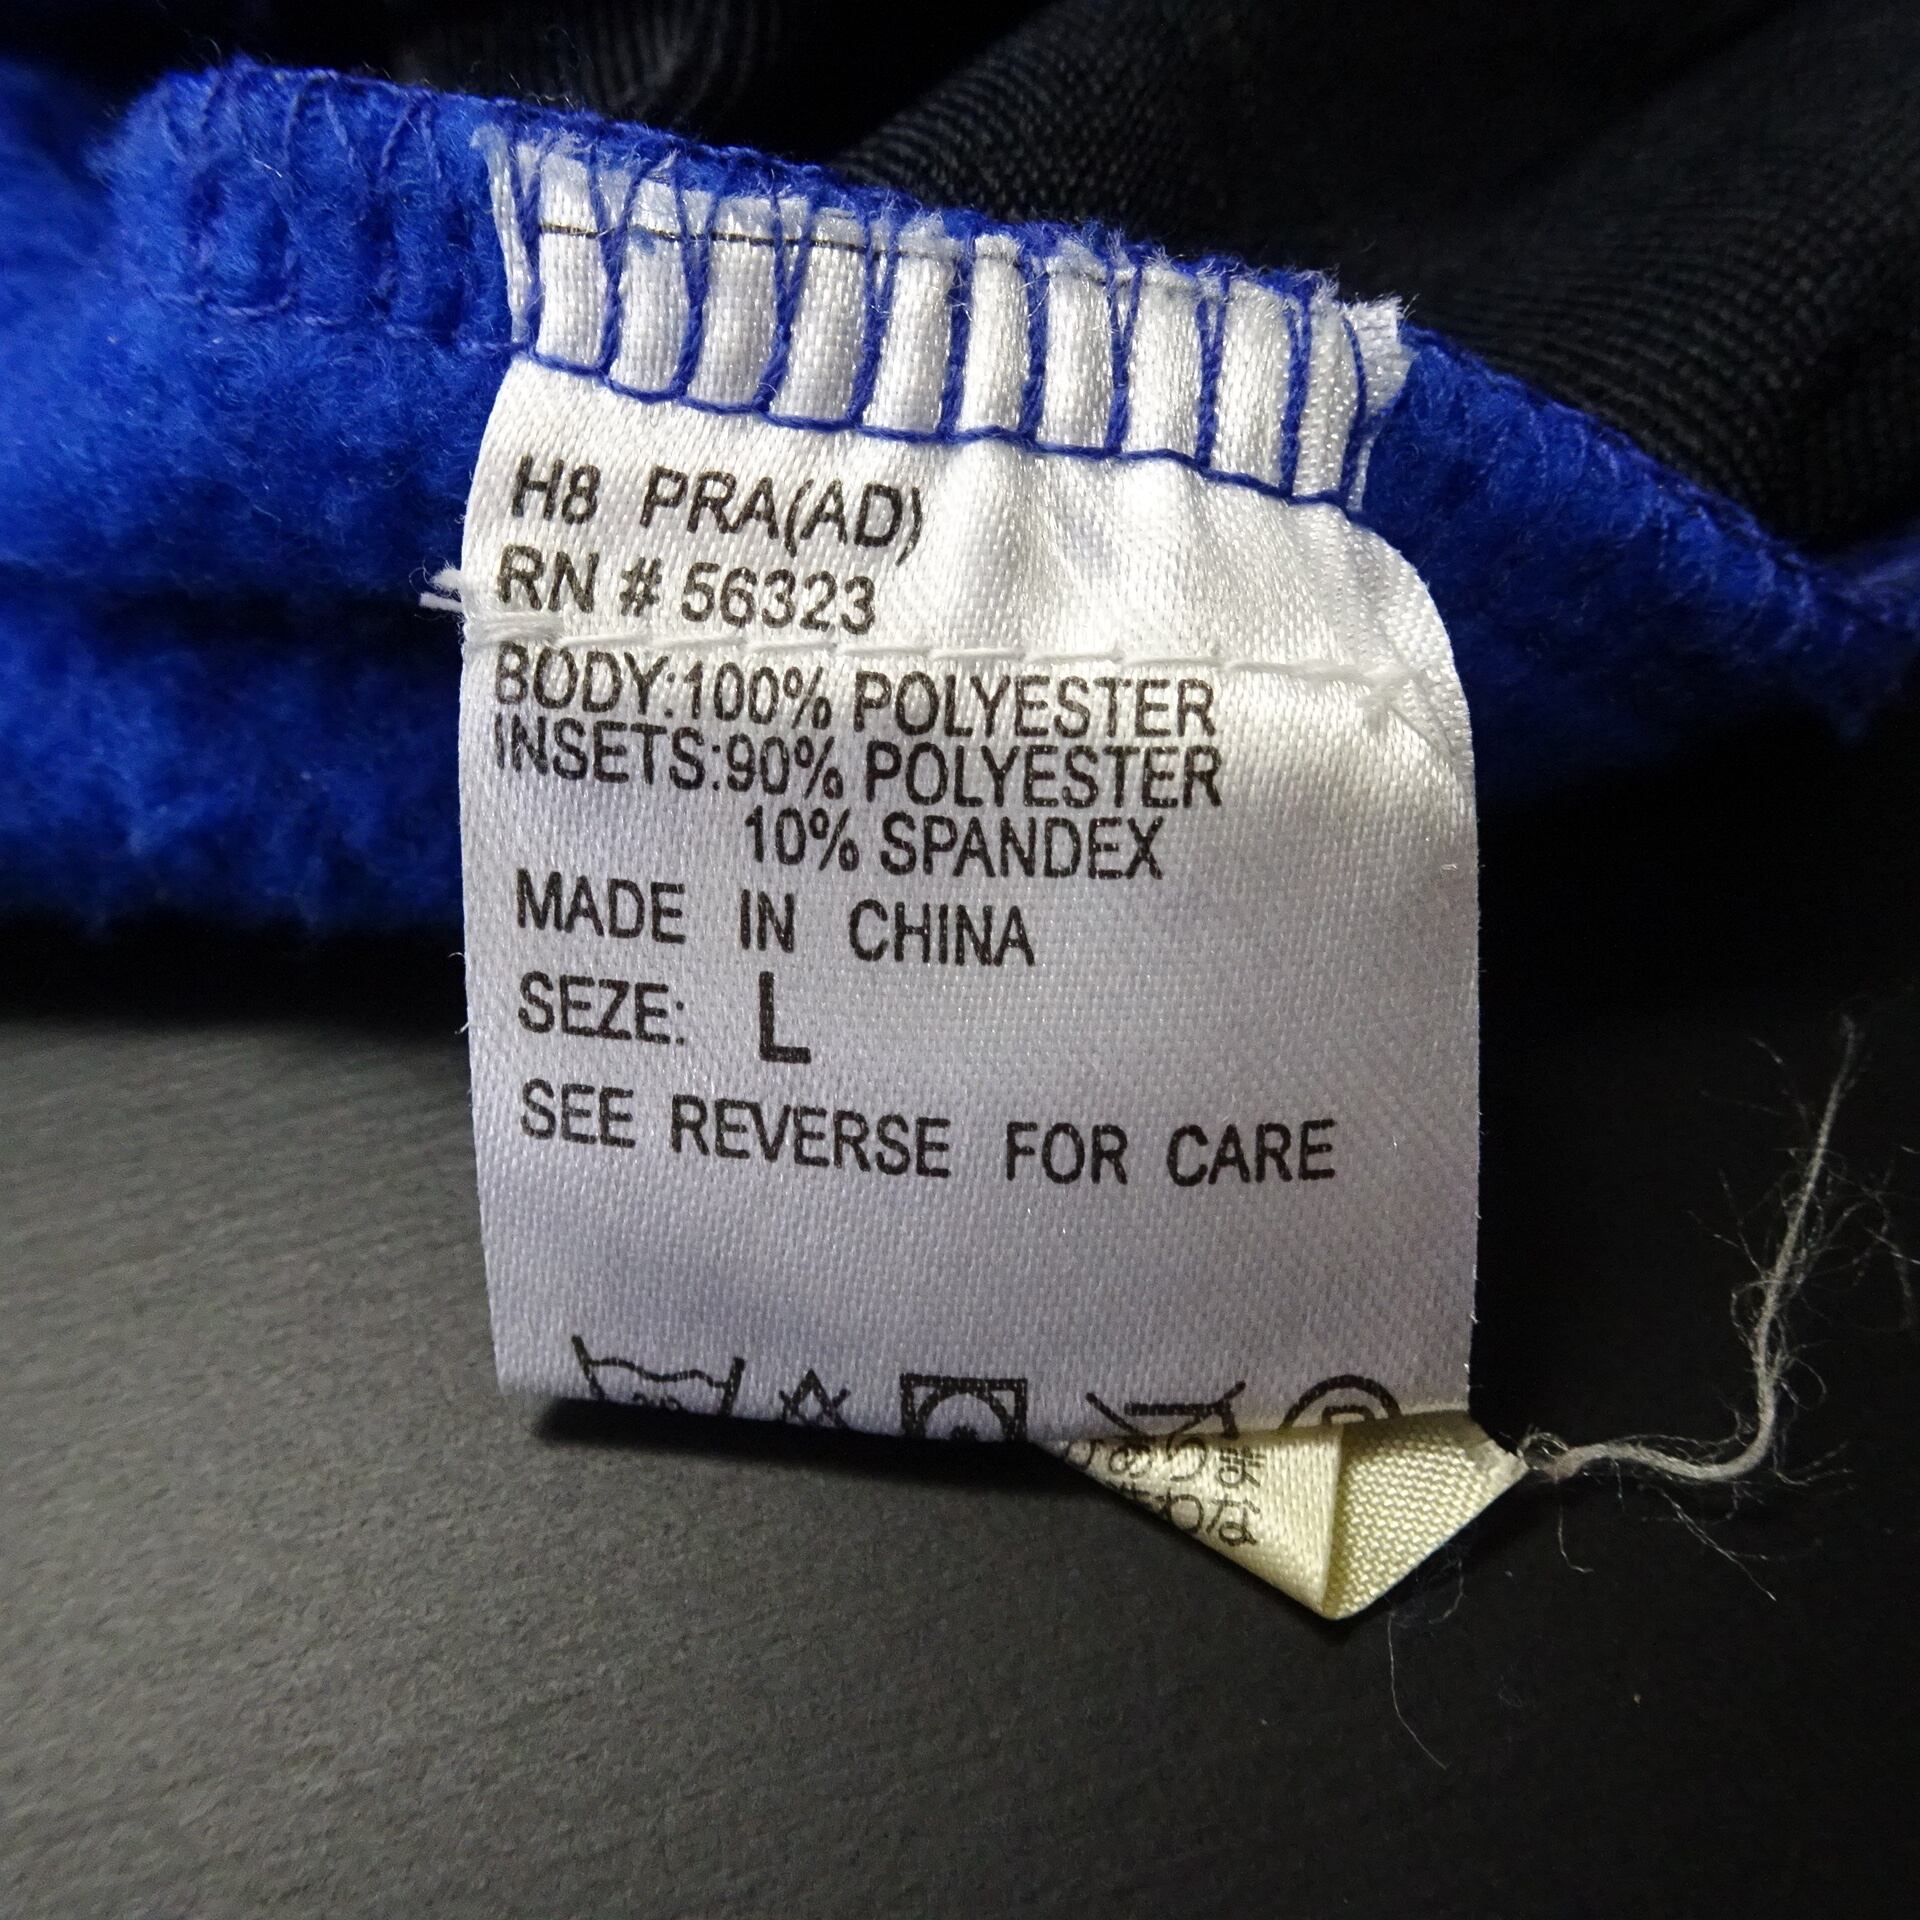 H8 PRA(AD)
RN # 56323
BODY:100% POLYESTER
INSETS:90% POLYESTER
10% SPANDEX
MADE IN CHINA
SEZE: L
SEE REVERSE FOR CARE